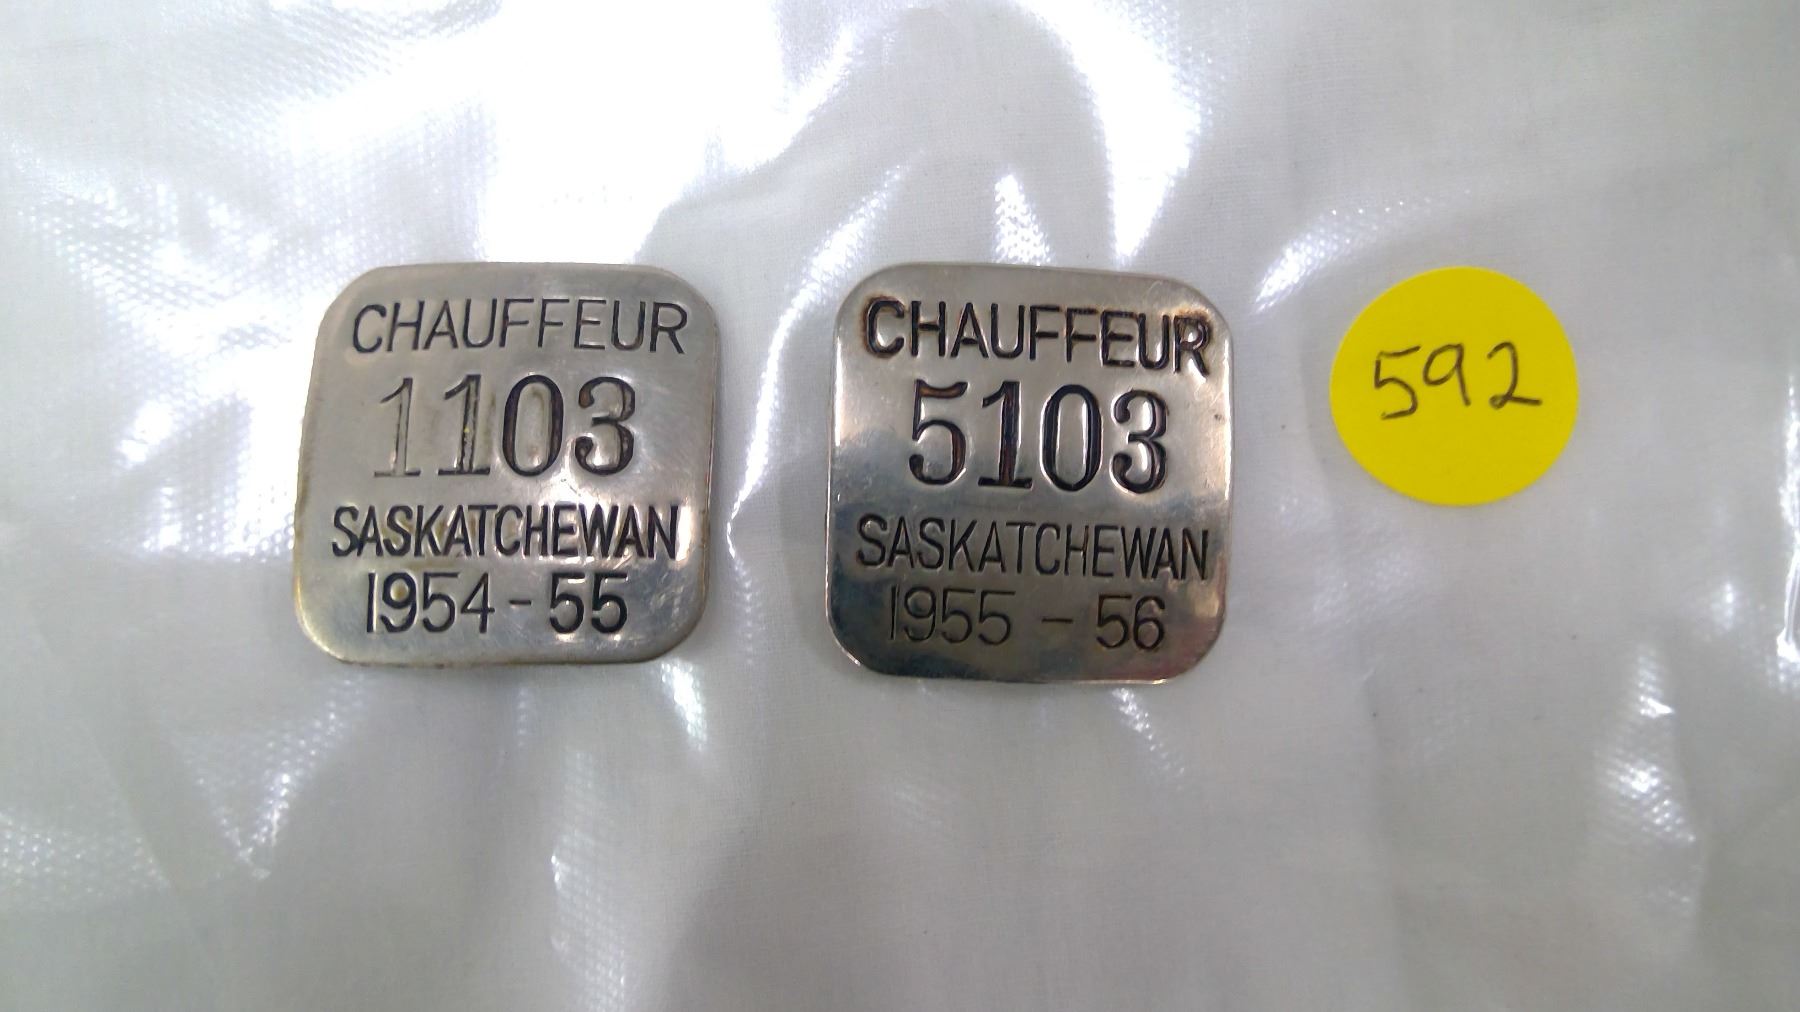 CHAUFFEUR
1103
SASKATCHEWAN
1954-55
CHAUFFEUR
5103
SASKATCHEWAN
1955 - 56
592